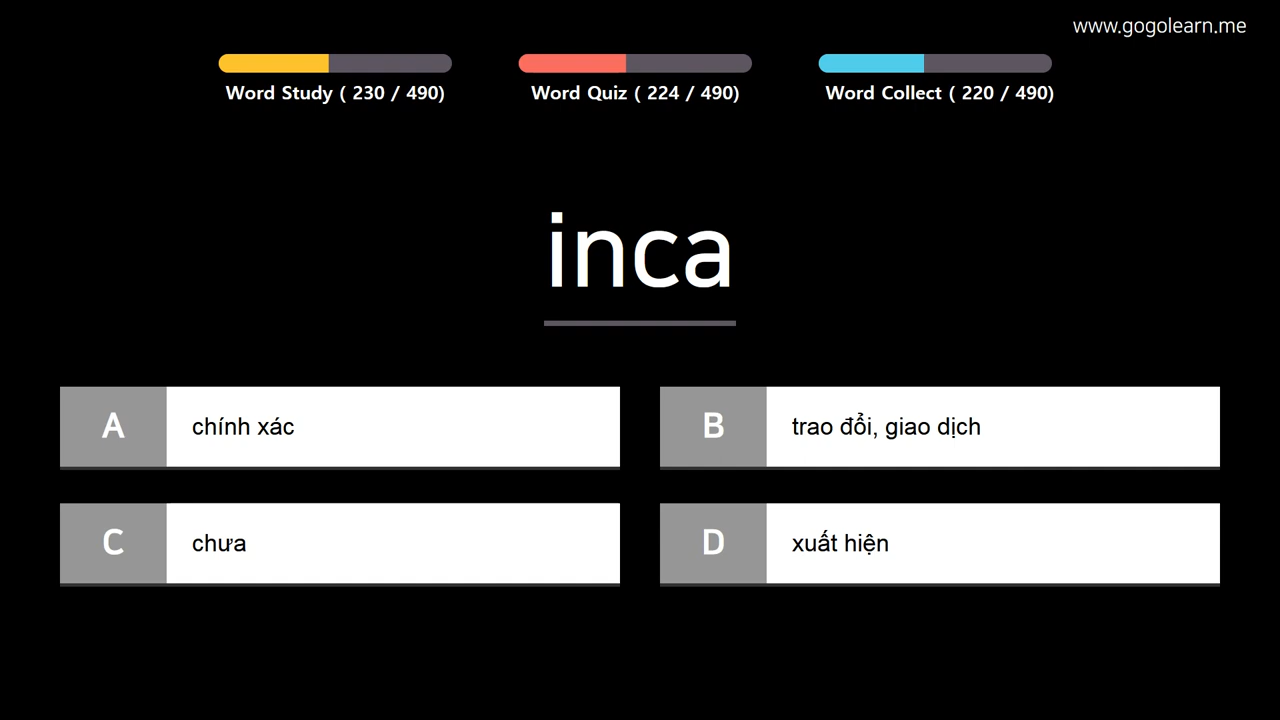 www.gogolearn.me
Word Study ( 230 / 490)
Word Quiz ( 224 / 490)
Word Collect ( 220 / 490)
inca
A chính xác
B trao đổi, giao dịch
C chưa
D xuất hiện